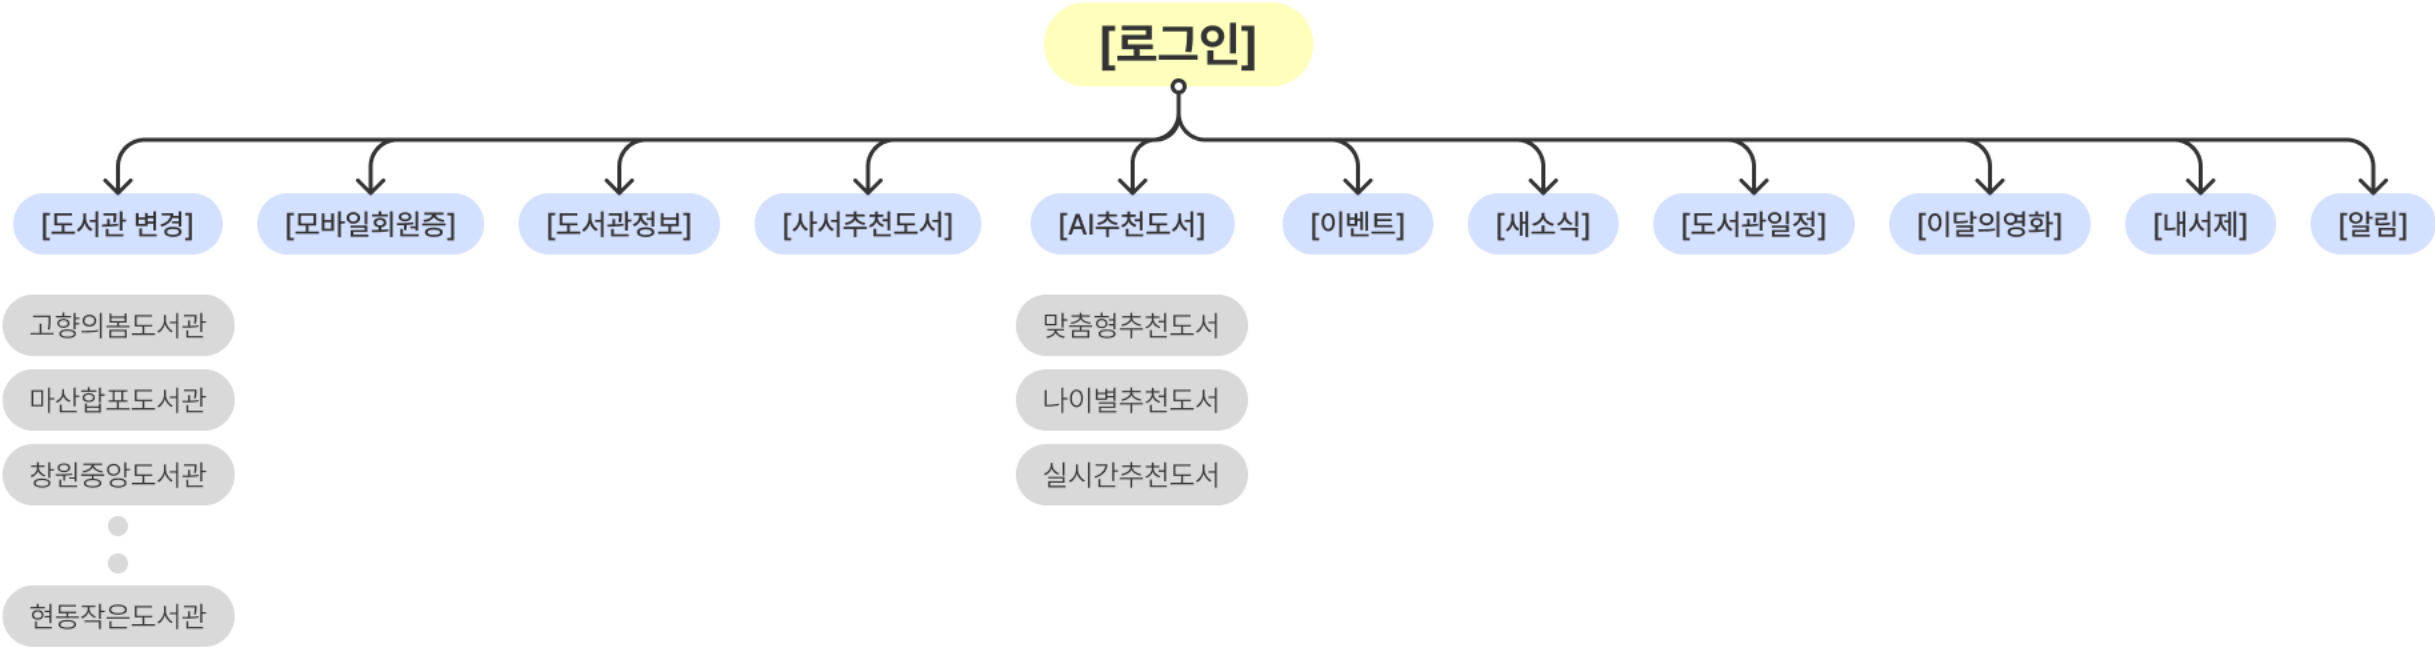 [로그인]
[도서관 변경]
[모바일회원증]
[도서관정보]
[사서추천도서]
[AI추천도서]
[이벤트]
[새소식]
[도서관일정]
[이달의영화]
[내서제]
[알림]
고향의봄도서관
마산합포도서관
창원중앙도서관
현동작은도서관
맞춤형추천도서
나이별추천도서
실시간추천도서